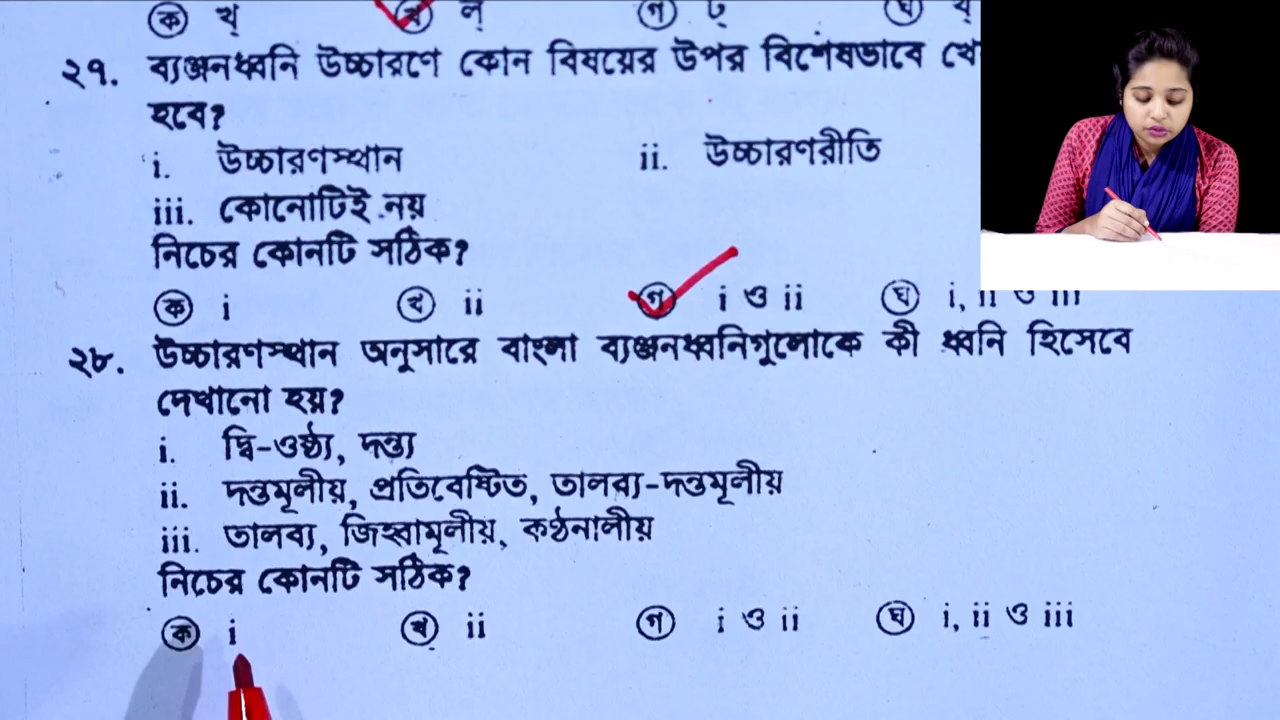 ক খ্ খ ল্ গ ঢ্ ঘ
২৭. ব্যঞ্জনধ্বনি উচ্চারণে কোন বিষয়ের উপর বিশেষভাবে
হবে?
i. উচ্চারণস্থান ii. উচ্চারণরীতি
iii. কোনোটিই নয়
নিচের কোনটি সঠিক?
ক i খ ii গ i ও ii ঘ i, ii ও iii
২৮. উচ্চারণস্থান অনুসারে বাংলা ব্যঞ্জনধ্বনিগুলোকে কী ধ্বনি হিসেবে
দেখানো হয়?
i. দ্বি-ওষ্ঠ্য, দন্ত্য
ii. দন্তমূলীয়, প্রতিবেষ্টিত, তালব্য-দন্তমূলীয়
iii. তালব্য, জিহ্বামূলীয়, কণ্ঠনালীয়
নিচের কোনটি সঠিক?
ক i খ ii গ i ও ii ঘ i, ii ও iii